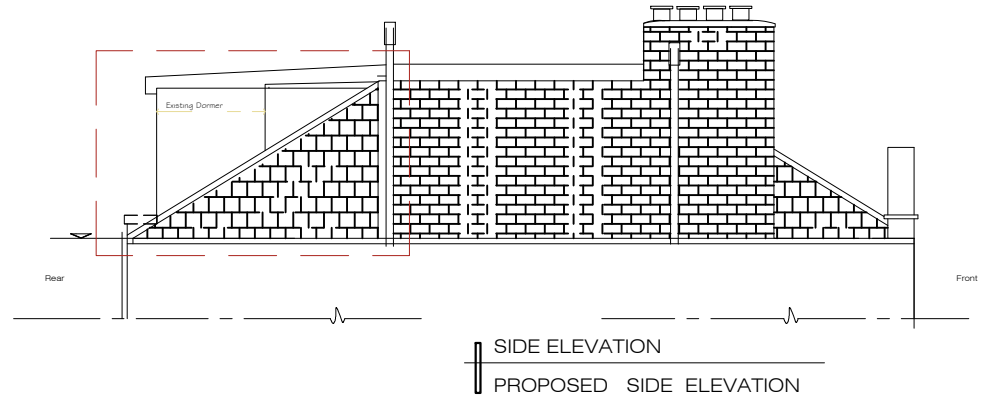 Existing Dormer
Rear
Front
SIDE ELEVATION
PROPOSED SIDE ELEVATION